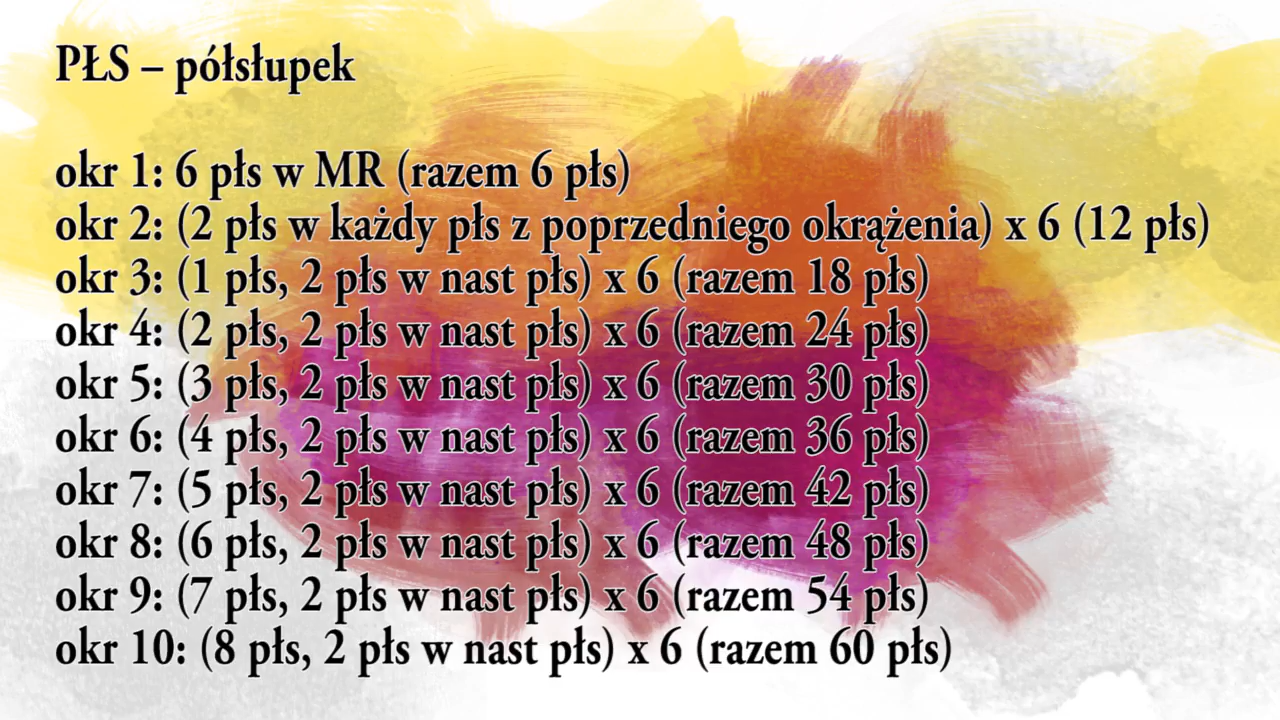 PŁS – półsłupek
okr 1: 6 płs w MR (razem 6 płs)
okr 2: (2 płs w każdy płs z poprzedniego okrążenia) x 6 (12 płs)
okr 3: (1 płs, 2 płs w nast płs) x 6 (razem 18 płs)
okr 4: (2 płs, 2 płs w nast płs) x 6 (razem 24 płs)
okr 5: (3 płs, 2 płs w nast płs) x 6 (razem 30 płs)
okr 6: (4 płs, 2 płs w nast płs) x 6 (razem 36 płs)
okr 7: (5 płs, 2 płs w nast płs) x 6 (razem 42 płs)
okr 8: (6 płs, 2 płs w nast płs) x 6 (razem 48 płs)
okr 9: (7 płs, 2 płs w nast płs) x 6 (razem 54 płs)
okr 10: (8 płs, 2 płs w nast płs) x 6 (razem 60 płs)